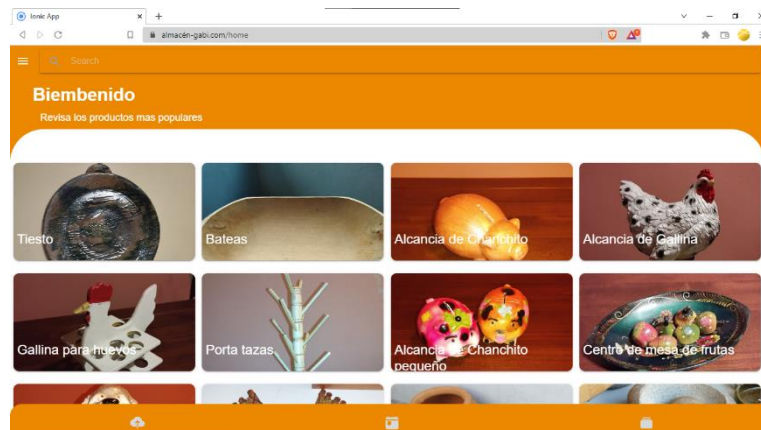 Ionic App
almacén-gabi.com/home
Search
Biembenido
Revisa los productos mas populares
Tiesto
Bateas
Alcancia de Chanchito
Alcancia de Gallina
Gallina para huevos
Porta tazas
Alcancia de Chanchito
pequeño
Centro de mesa de frutas